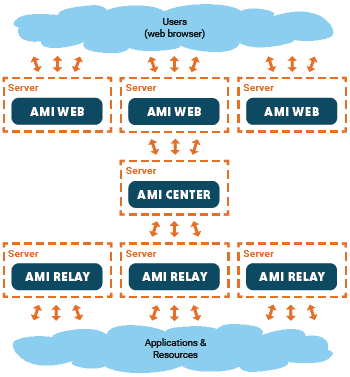 Users
(web browser)
Server
AMI WEB
Server
AMI WEB
Server
AMI WEB
Server
AMI CENTER
Server
AMI RELAY
Server
AMI RELAY
Server
AMI RELAY
Applications &
Resources